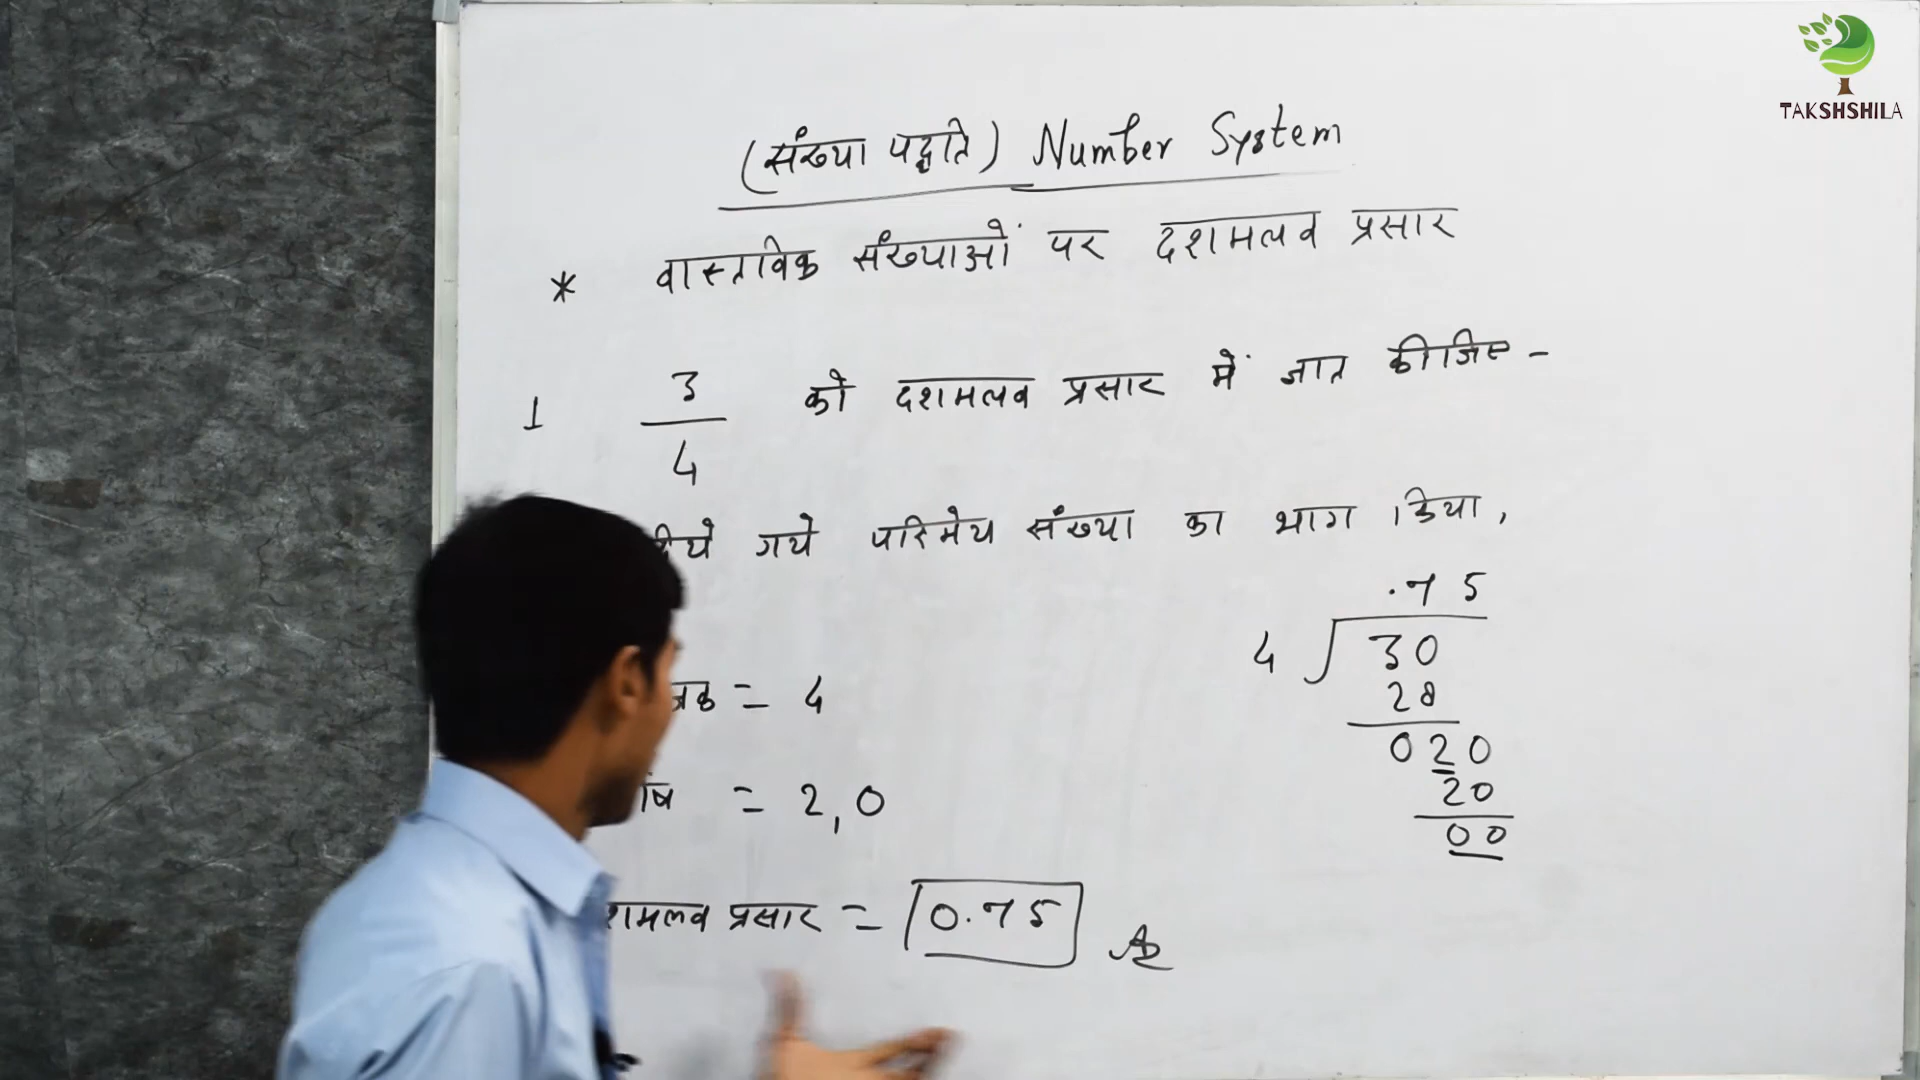 TAKSHSHILA
(संख्या पद्धति) Number System
* वास्तविक संख्याओं पर दशमलव प्रसार
1 3/4 को दशमलव प्रसार में ज्ञात कीजिए -
गये परिमेय संख्या का भाग किया,
.75
4 30
28
020
20
00
= 4
= 2,0
प्रसार = 0.75